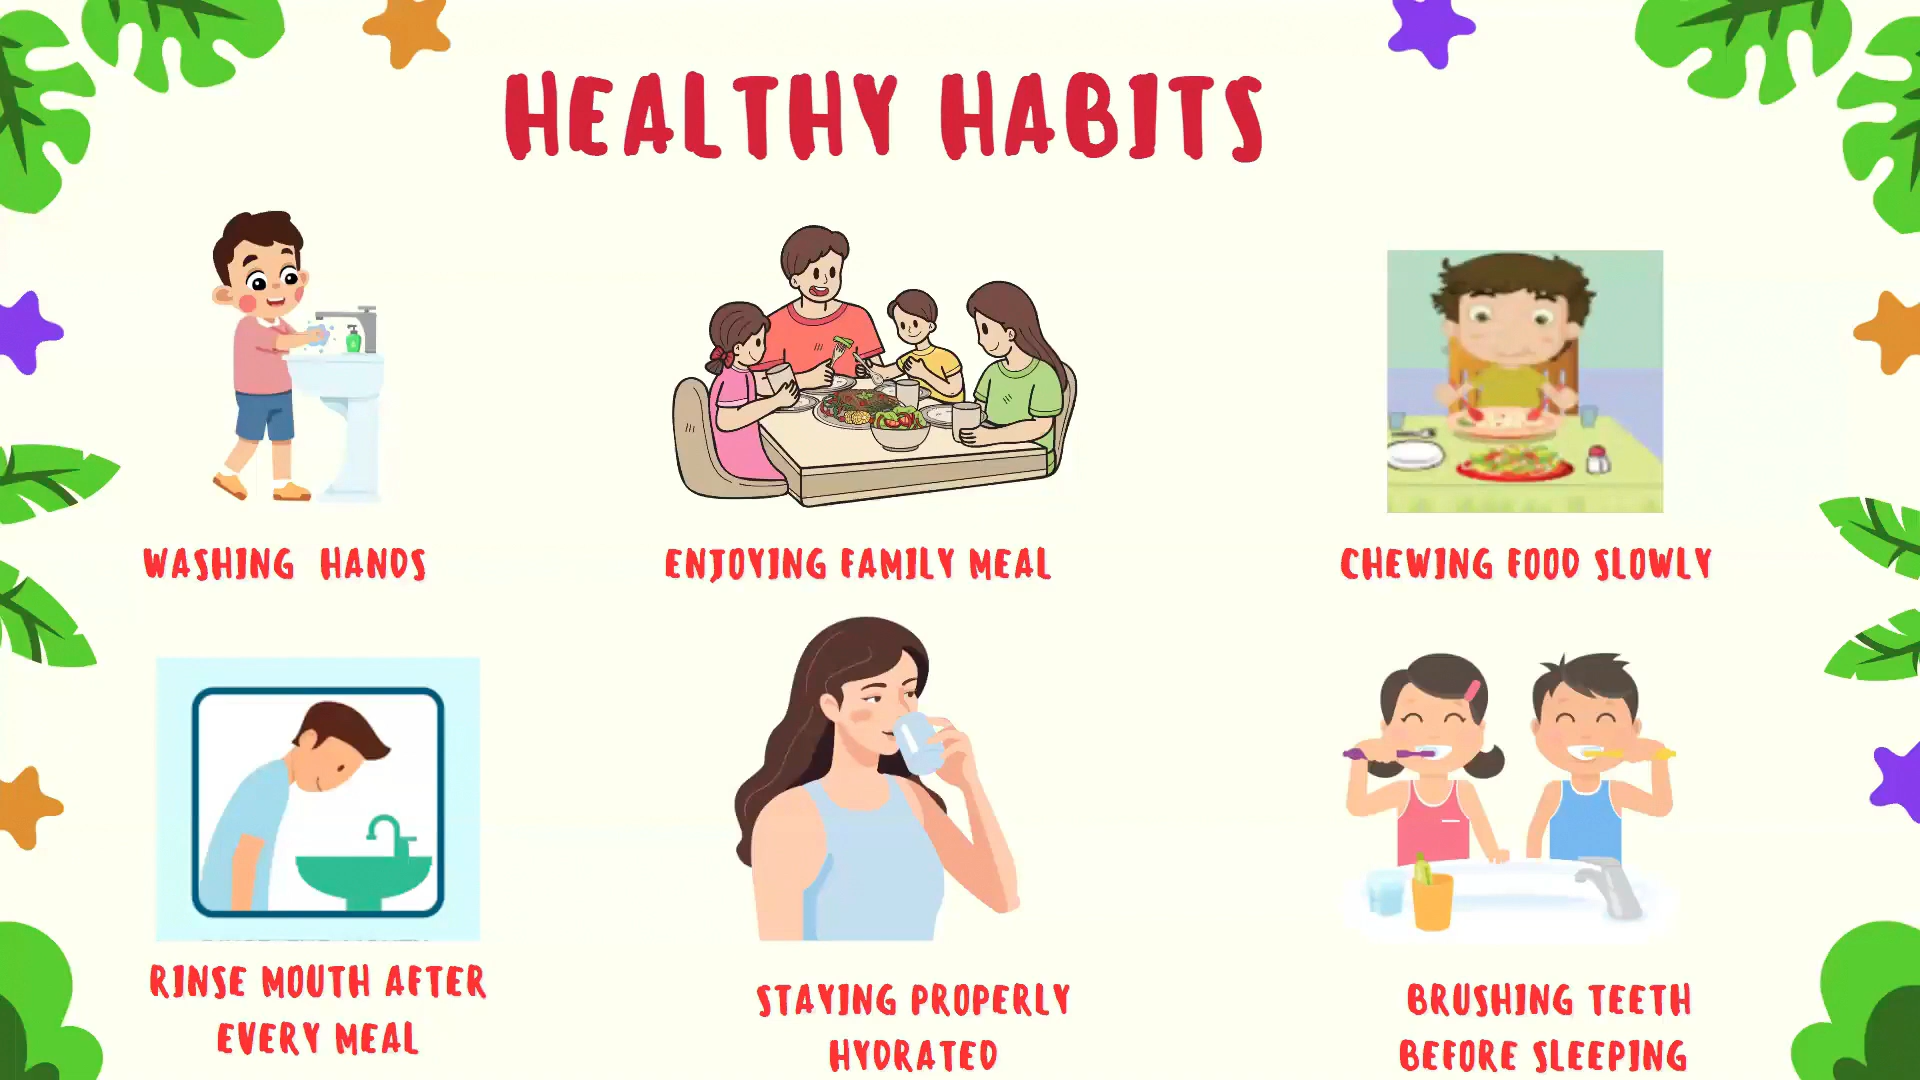 HEALTHY HABITS
WASHING HANDS
ENJOYING FAMILY MEAL
CHEWING FOOD SLOWLY
RINSE MOUTH AFTER
EVERY MEAL
STAYING PROPERLY
HYDRATED
BRUSHING TEETH
BEFORE SLEEPING